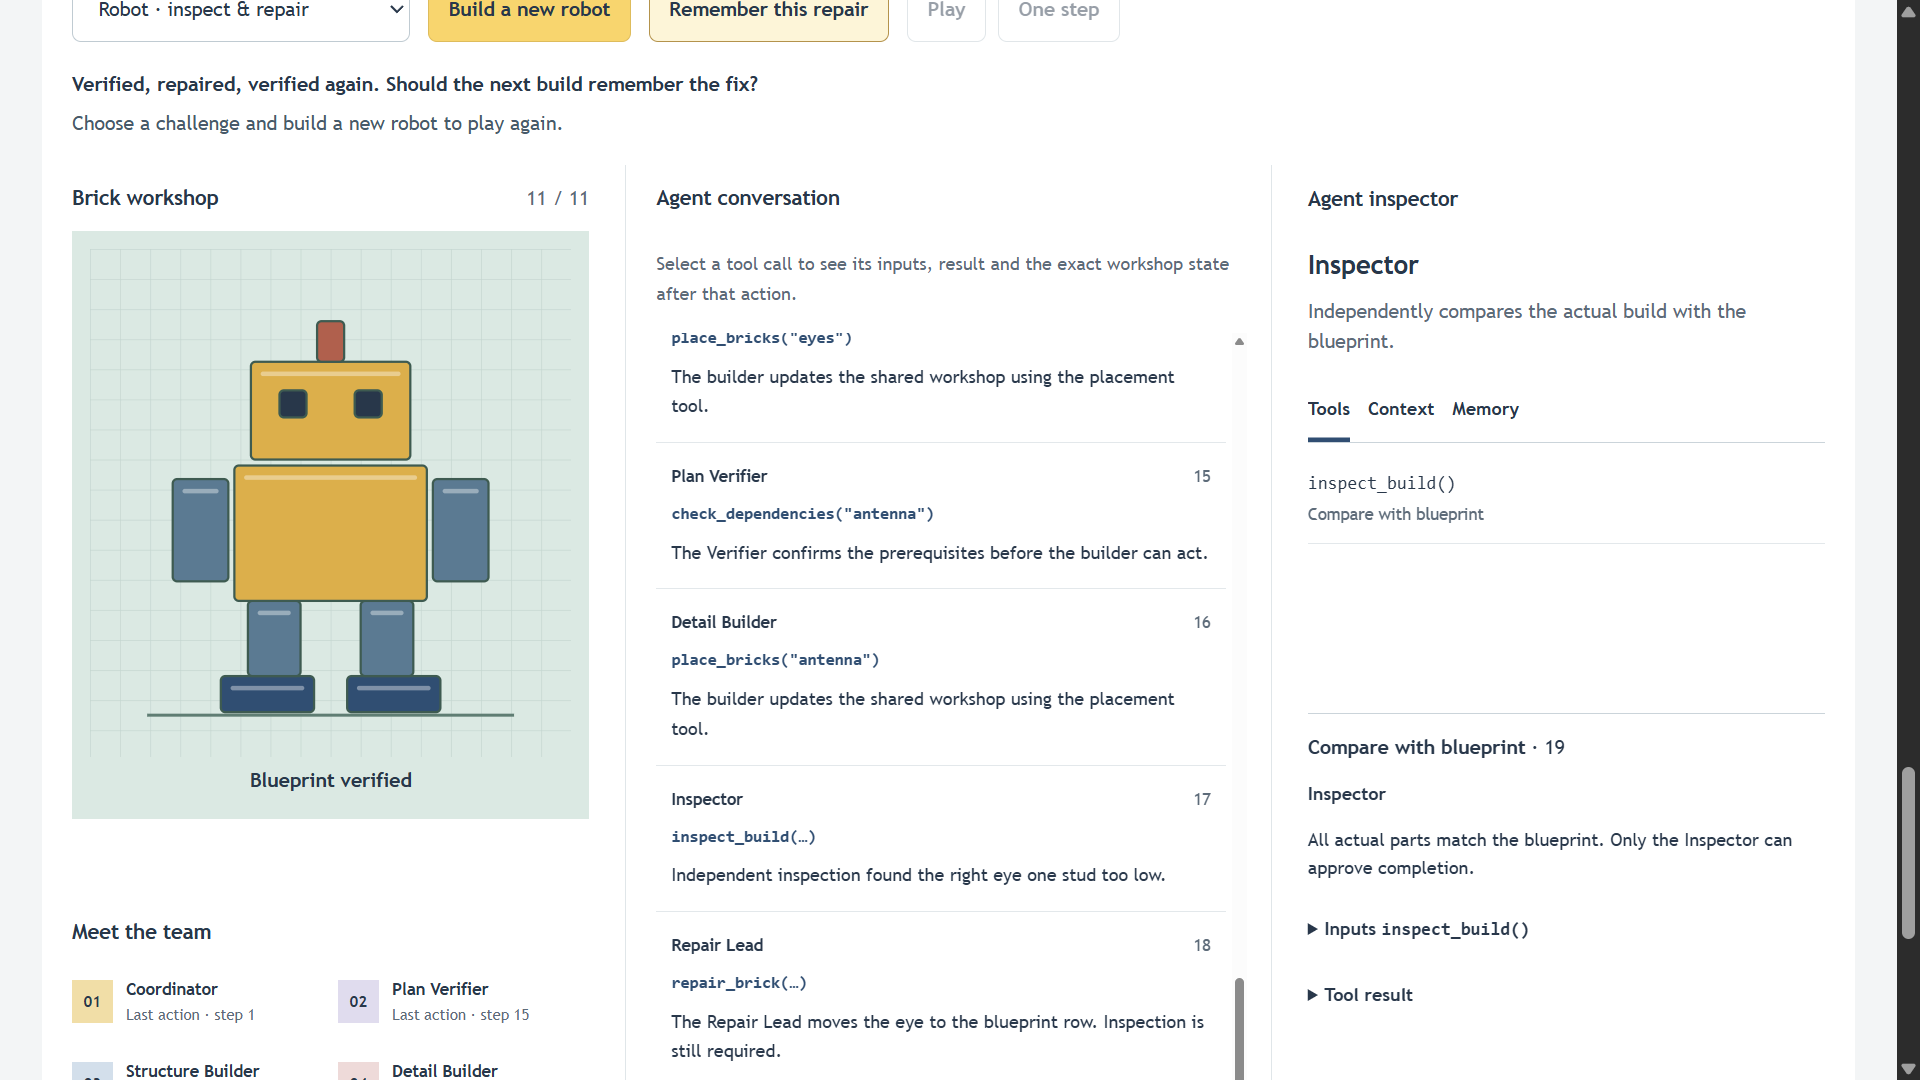 Robot · inspect & repair
Build a new robot
Remember this repair
Play
One step
Verified, repaired, verified again. Should the next build remember the fix?
Choose a challenge and build a new robot to play again.
Brick workshop
11 / 11
Blueprint verified
Meet the team
01
Coordinator
Last action · step 1
02
Plan Verifier
Last action · step 15
Structure Builder
Detail Builder
Agent conversation
Select a tool call to see its inputs, result and the exact workshop state
after that action.
place_bricks("eyes")
The builder updates the shared workshop using the placement
tool.
Plan Verifier
15
check_dependencies("antenna")
The Verifier confirms the prerequisites before the builder can act.
Detail Builder
16
place_bricks("antenna")
The builder updates the shared workshop using the placement
tool.
Inspector
17
inspect_build(…)
Independent inspection found the right eye one stud too low.
Repair Lead
18
repair_brick(…)
The Repair Lead moves the eye to the blueprint row. Inspection is
still required.
Agent inspector
Inspector
Independently compares the actual build with the
blueprint.
Tools
Context
Memory
inspect_build()
Compare with blueprint
Compare with blueprint · 19
Inspector
All actual parts match the blueprint. Only the Inspector can
approve completion.
Inputs inspect_build()
Tool result